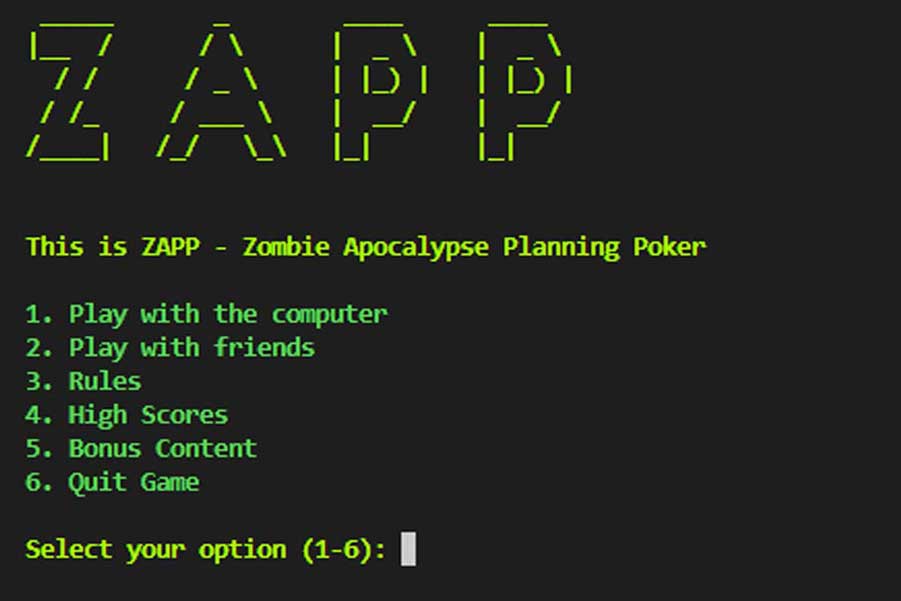 ZAPP
This is ZAPP - Zombie Apocalypse Planning Poker
1. Play with the computer
2. Play with friends
3. Rules
4. High Scores
5. Bonus Content
6. Quit Game
Select your option (1-6):